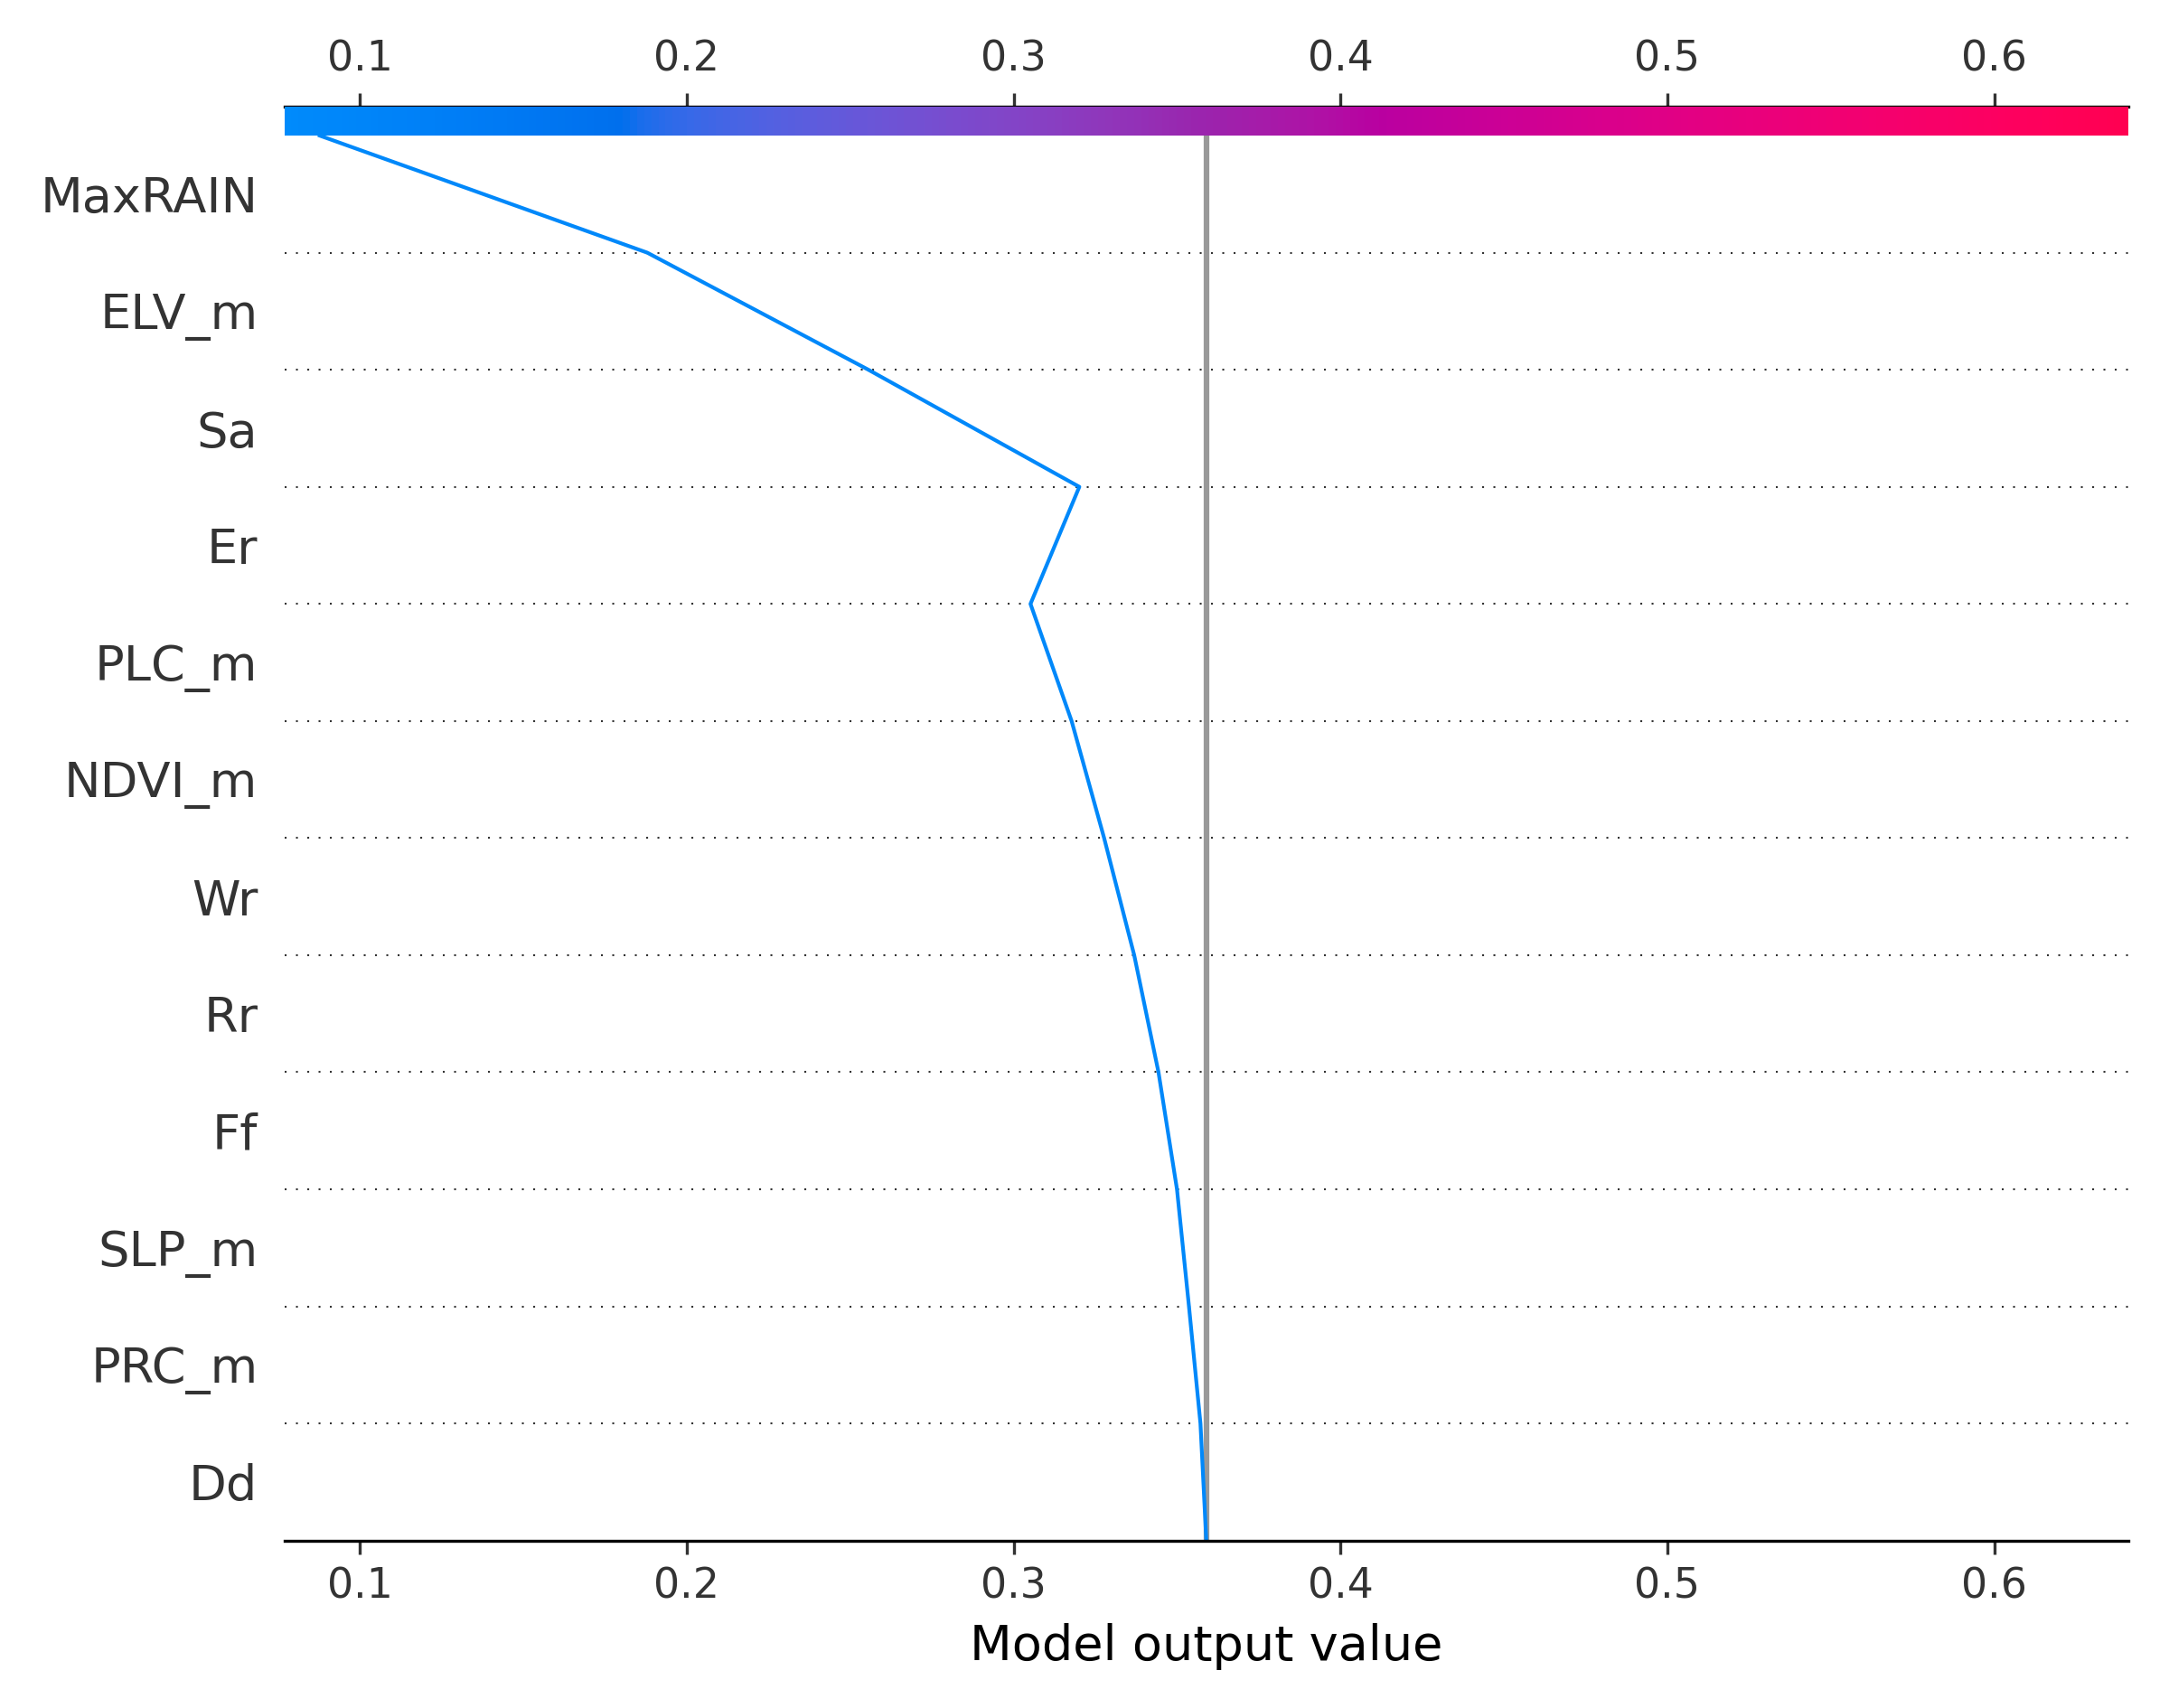 0.1 0.2 0.3 0.4 0.5 0.6
MaxRAIN
ELV_m
Sa
Er
PLC_m
NDVI_m
Wr
Rr
Ff
SLP_m
PRC_m
Dd
0.1 0.2 0.3 0.4 0.5 0.6
Model output value